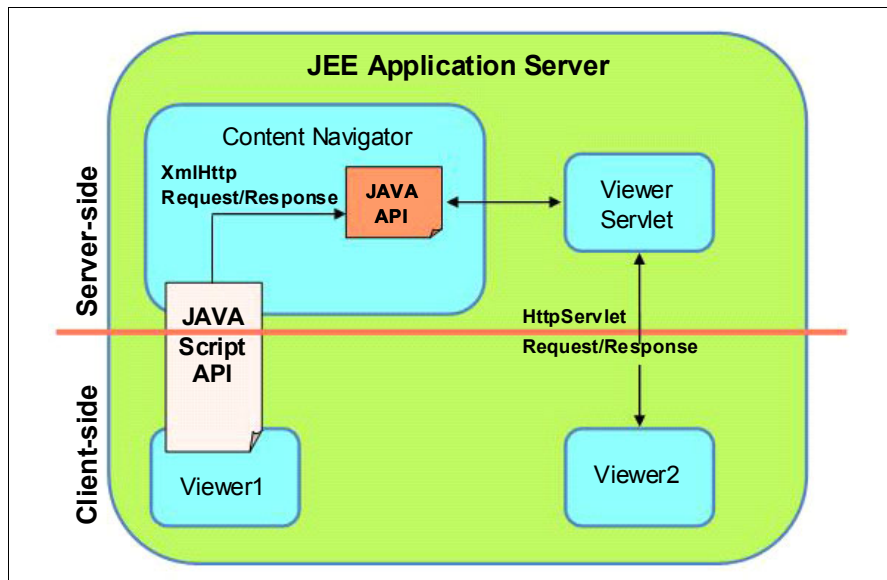 JEE Application Server
Content Navigator
XmlHttp
Request/Response
JAVA
API
Viewer
Servlet
Server-side
JAVA
Script
API
HttpServlet
Request/Response
Client-side
Viewer1
Viewer2